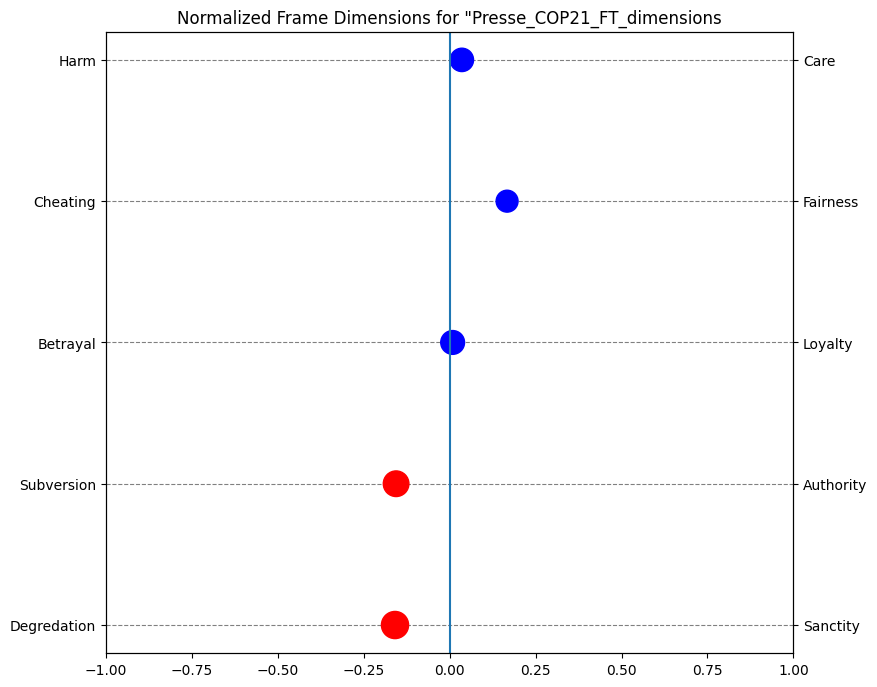 Normalized Frame Dimensions for "Presse_COP21_FT_dimensions
Harm
Care
Cheating
Fairness
Betrayal
Loyalty
Subversion
Authority
Degredation
Sanctity
−1.00 −0.75 −0.50 −0.25 0.00 0.25 0.50 0.75 1.00